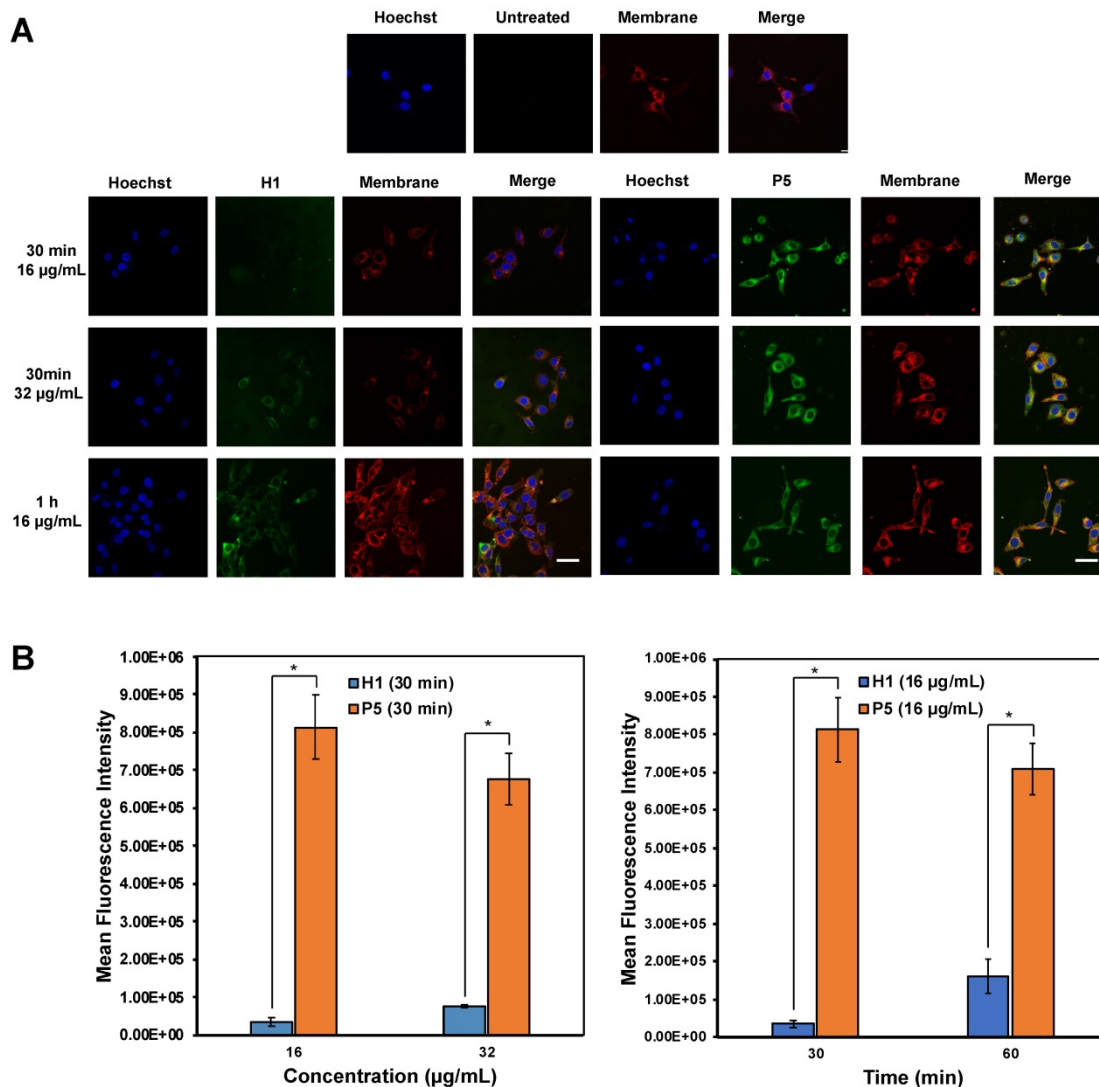 A
Hoechst Untreated Membrane Merge
Hoechst H1 Membrane Merge Hoechst P5 Membrane Merge
30 min
16 µg/mL
30min
32 µg/mL
1 h
16 µg/mL
B
Mean Fluorescence Intensity
1.00E+06
9.00E+05
8.00E+05
7.00E+05
6.00E+05
5.00E+05
4.00E+05
3.00E+05
2.00E+05
1.00E+05
0.00E+00
H1 (30 min)
P5 (30 min)
*
*
16 32
Concentration (µg/mL)
Mean Fluorescence Intensity
1.00E+06
9.00E+05
8.00E+05
7.00E+05
6.00E+05
5.00E+05
4.00E+05
3.00E+05
2.00E+05
1.00E+05
0.00E+00
H1 (16 µg/mL)
P5 (16 µg/mL)
*
*
30 60
Time (min)